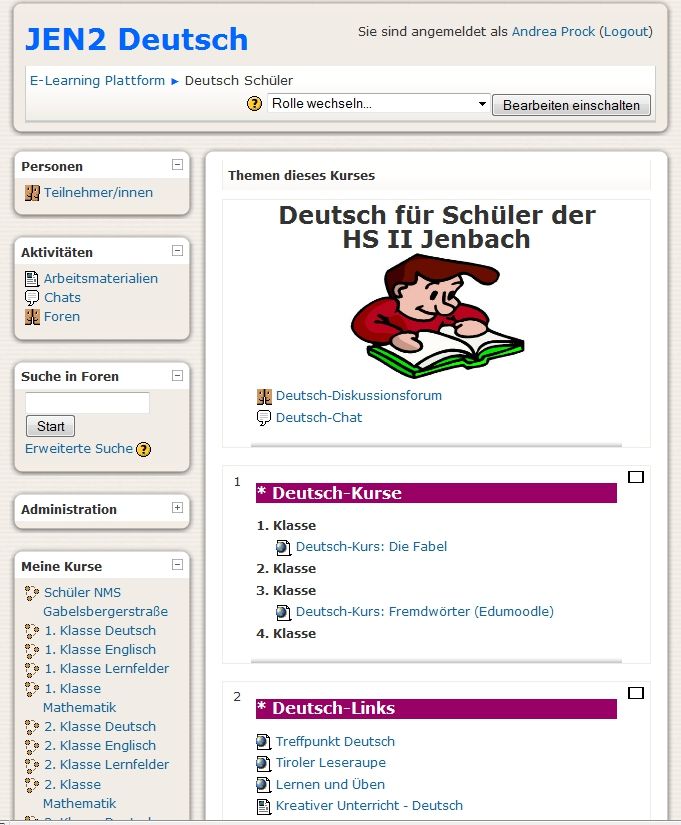 JEN2 Deutsch
Sie sind angemeldet als Andrea Prock (Logout)
E-Learning Plattform ► Deutsch Schüler
Rolle wechseln...
Bearbeiten einschalten
Personen
Teilnehmer/innen
Aktivitäten
Arbeitsmaterialien
Chats
Foren
Suche in Foren
Start
Erweiterte Suche
Administration
Meine Kurse
Schüler NMS
Gabelsbergerstraße
1. Klasse Deutsch
1. Klasse Englisch
1. Klasse Lernfelder
1. Klasse
Mathematik
2. Klasse Deutsch
2. Klasse Englisch
2. Klasse Lernfelder
2. Klasse
Mathematik
Themen dieses Kurses
Deutsch für Schüler der
HS II Jenbach
Deutsch-Diskussionsforum
Deutsch-Chat
1
* Deutsch-Kurse
1. Klasse
Deutsch-Kurs: Die Fabel
2. Klasse
3. Klasse
Deutsch-Kurs: Fremdwörter (Edumoodle)
4. Klasse
2
* Deutsch-Links
Treffpunkt Deutsch
Tiroler Leseraupe
Lernen und Üben
Kreativer Unterricht - Deutsch